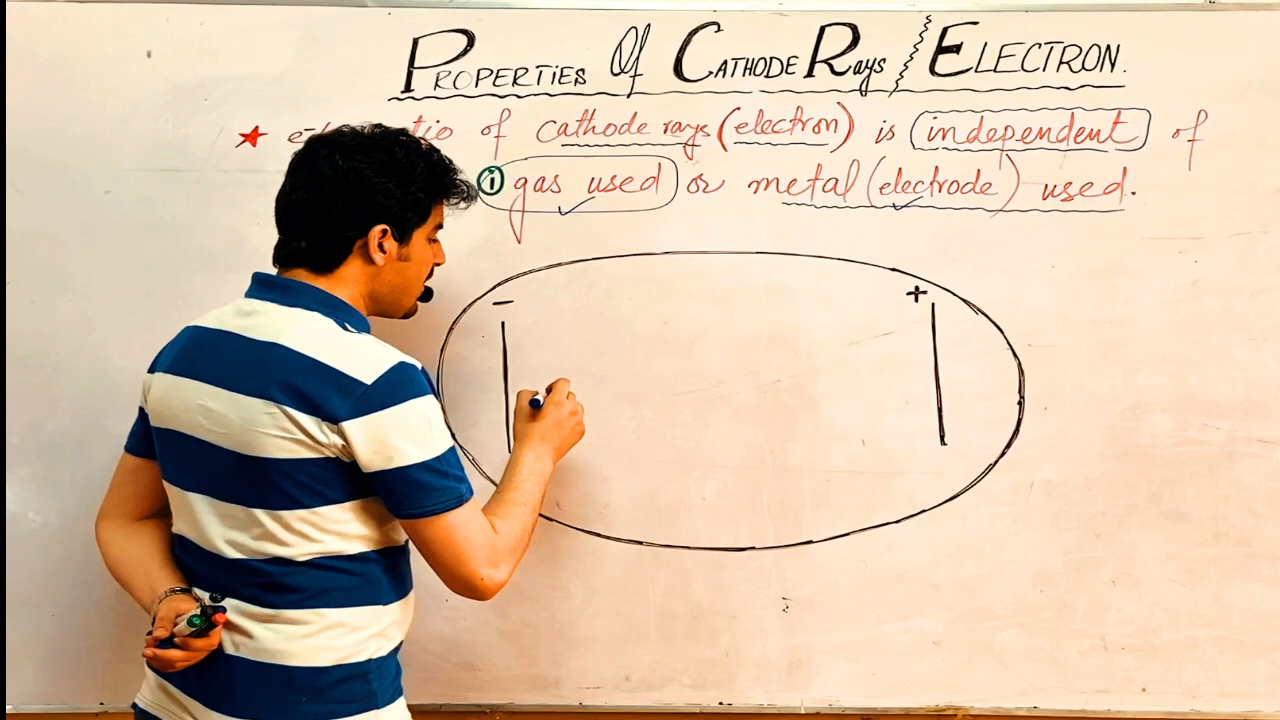 PROPERTIES Of CATHODE RAys / ELECTRON.
★ of cathode rays (electron) is independent of
① gas used or metal (electrode) used.
- +